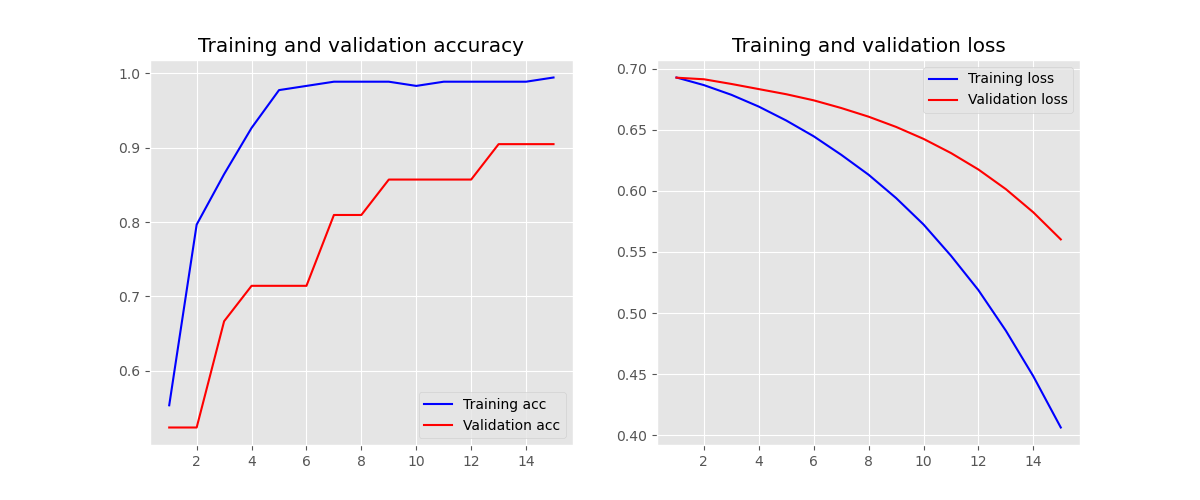 Training and validation accuracy
1.0
0.9
0.8
0.7
0.6
Training acc
Validation acc
2 4 6 8 10 12 14
Training and validation loss
0.70
0.65
0.60
0.55
0.50
0.45
0.40
Training loss
Validation loss
2 4 6 8 10 12 14